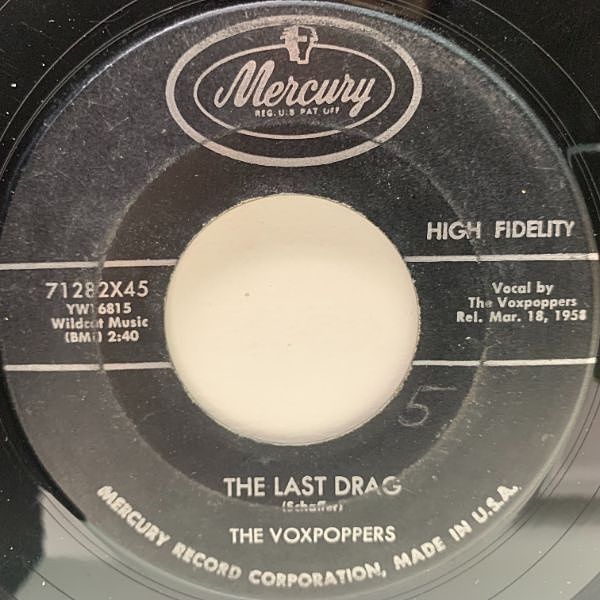 Mercury
REG. U.S. PAT. OFF
HIGH FIDELITY
71282X45
YW16815
Wildcat Music
(BMI) 2:40
Vocal by
The Voxpoppers
Rel. Mar. 18, 1958
5
THE LAST DRAG
(Schaffer)
THE VOXPOPPERS
MERCURY RECORD CORPORATION, MADE IN U.S.A.